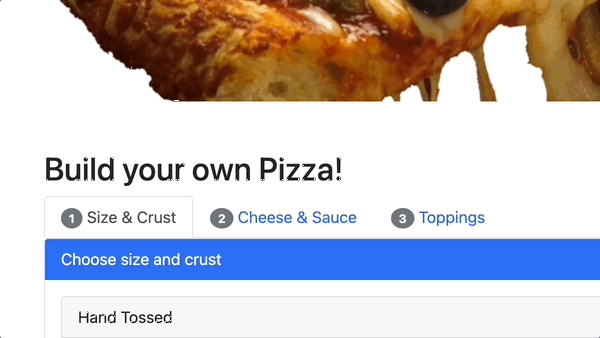 Build your own Pizza!
1 Size & Crust 2 Cheese & Sauce 3 Toppings
Choose size and crust
Hand Tossed